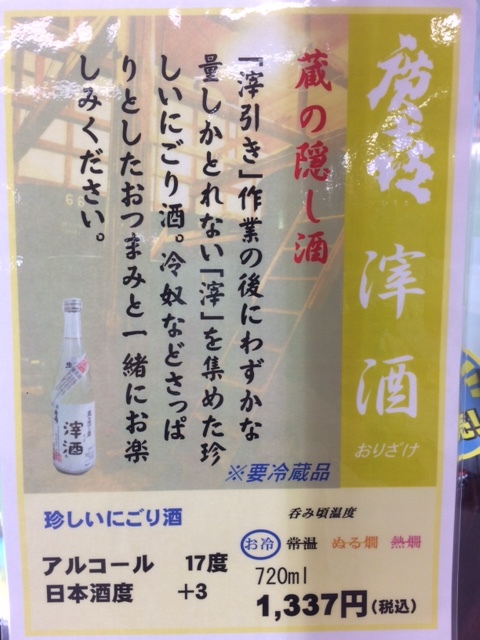 廣喜
滓酒
おりざけ
蔵の隠し酒
『滓引き』作業の後にわずかな
量しかとれない「滓」を集めた珍
しいにごり酒。冷奴などさっぱ
りとしたおつまみと一緒にお楽
しみください。
滓酒
※要冷蔵品
珍しいにごり酒
呑み頃温度
お冷 常温 ぬる燗 熱燗
アルコール 17度
日本酒度 +3
720ml
1,337円(税込)